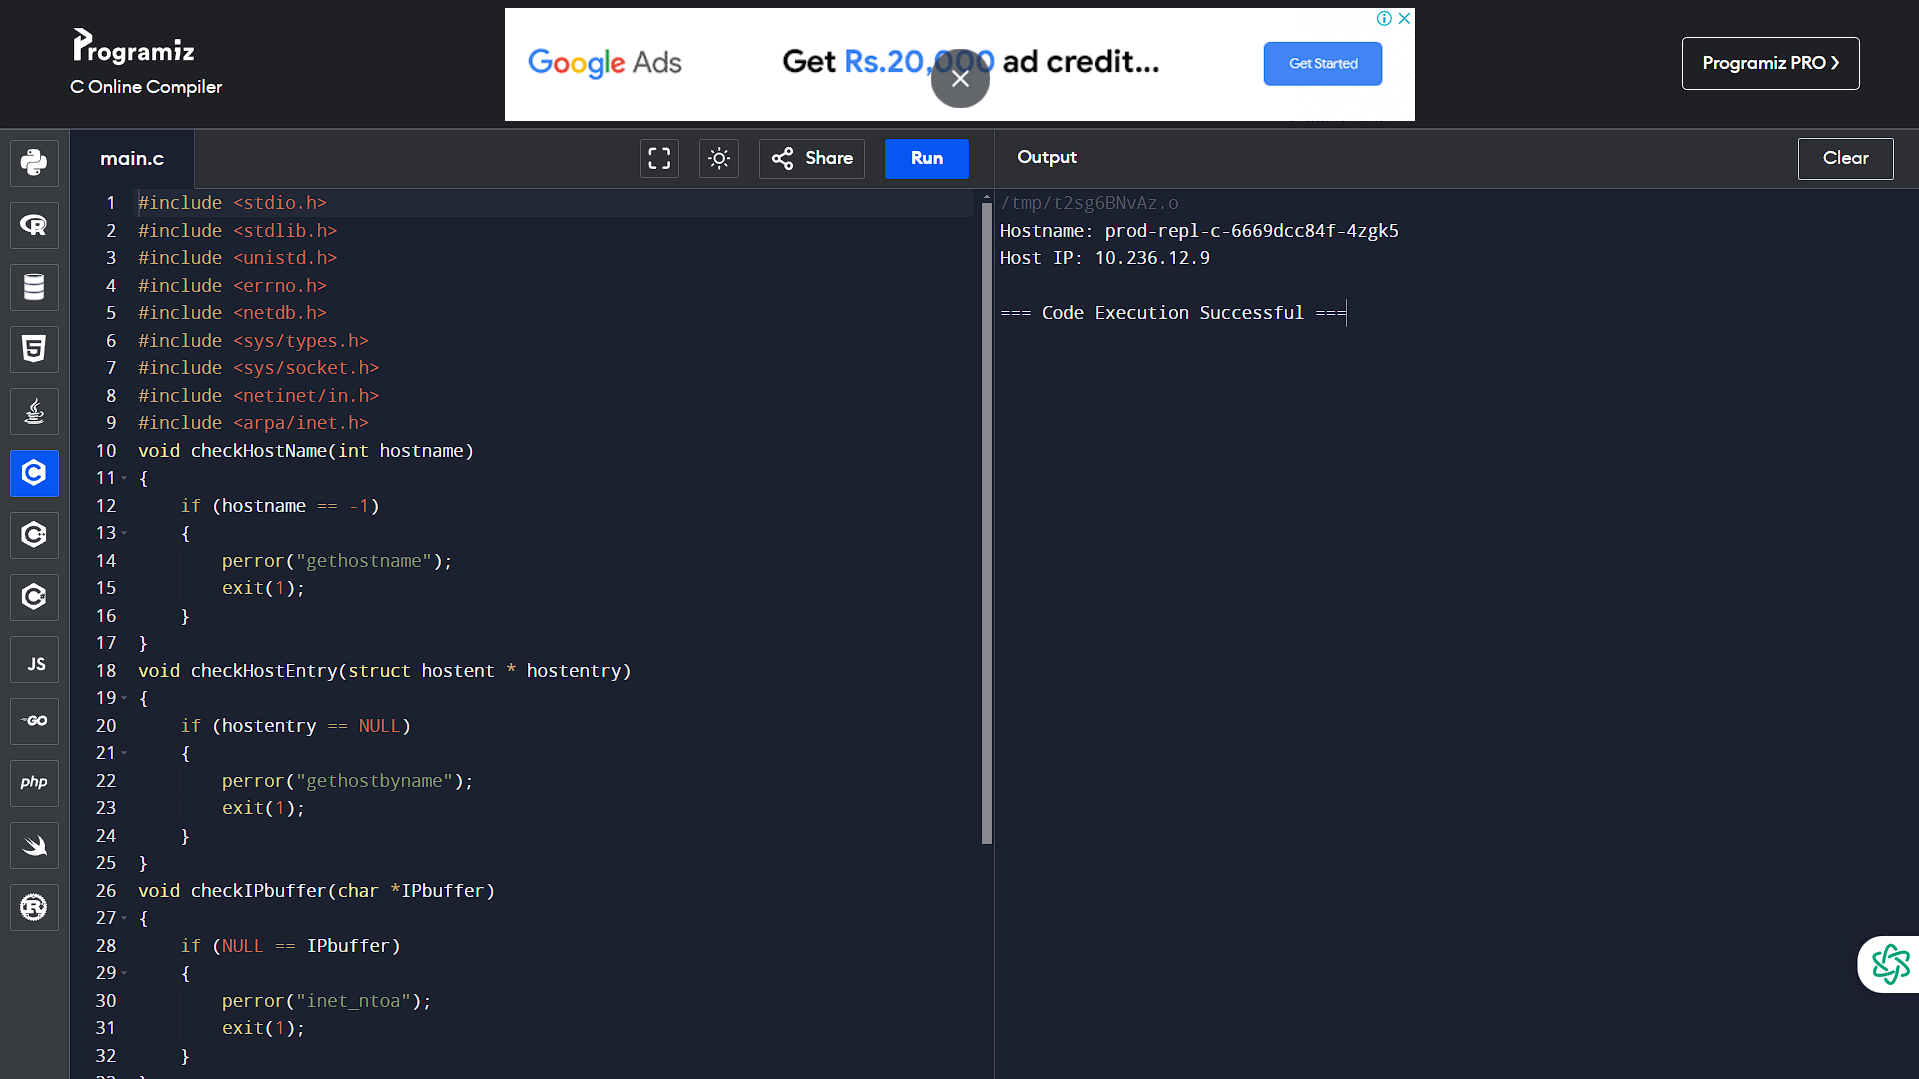 Programiz
C Online Compiler
Google Ads
Get Rs.20,000 ad credit...
Get Started
Programiz PRO >
main.c
Share
Run
Output
Clear
1 #include <stdio.h>
2 #include <stdlib.h>
3 #include <unistd.h>
4 #include <errno.h>
5 #include <netdb.h>
6 #include <sys/types.h>
7 #include <sys/socket.h>
8 #include <netinet/in.h>
9 #include <arpa/inet.h>
10 void checkHostName(int hostname)
11 {
12 if (hostname == -1)
13 {
14 perror("gethostname");
15 exit(1);
16 }
17 }
18 void checkHostEntry(struct hostent * hostentry)
19 {
20 if (hostentry == NULL)
21 {
22 perror("gethostbyname");
23 exit(1);
24 }
25 }
26 void checkIPbuffer(char *IPbuffer)
27 {
28 if (NULL == IPbuffer)
29 {
30 perror("inet_ntoa");
31 exit(1);
32 }
/tmp/t2sg6BNvAz.o
Hostname: prod-repl-c-6669dcc84f-4zgk5
Host IP: 10.236.12.9
=== Code Execution Successful ===
R
5
C
C
C
JS
GO
php
R